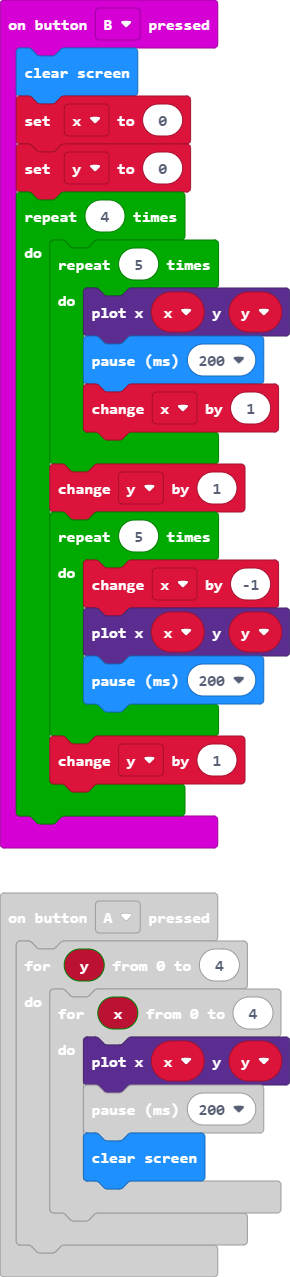 on button B pressed
clear screen
set x to 0
set y to 0
repeat 4 times
do
repeat 5 times
do
plot x x y y
pause (ms) 200
change x by 1
change y by 1
repeat 5 times
do
change x by -1
plot x x y y
pause (ms) 200
change y by 1
on button A pressed
for y from 0 to 4
do
for x from 0 to 4
do
plot x x y y
pause (ms) 200
clear screen